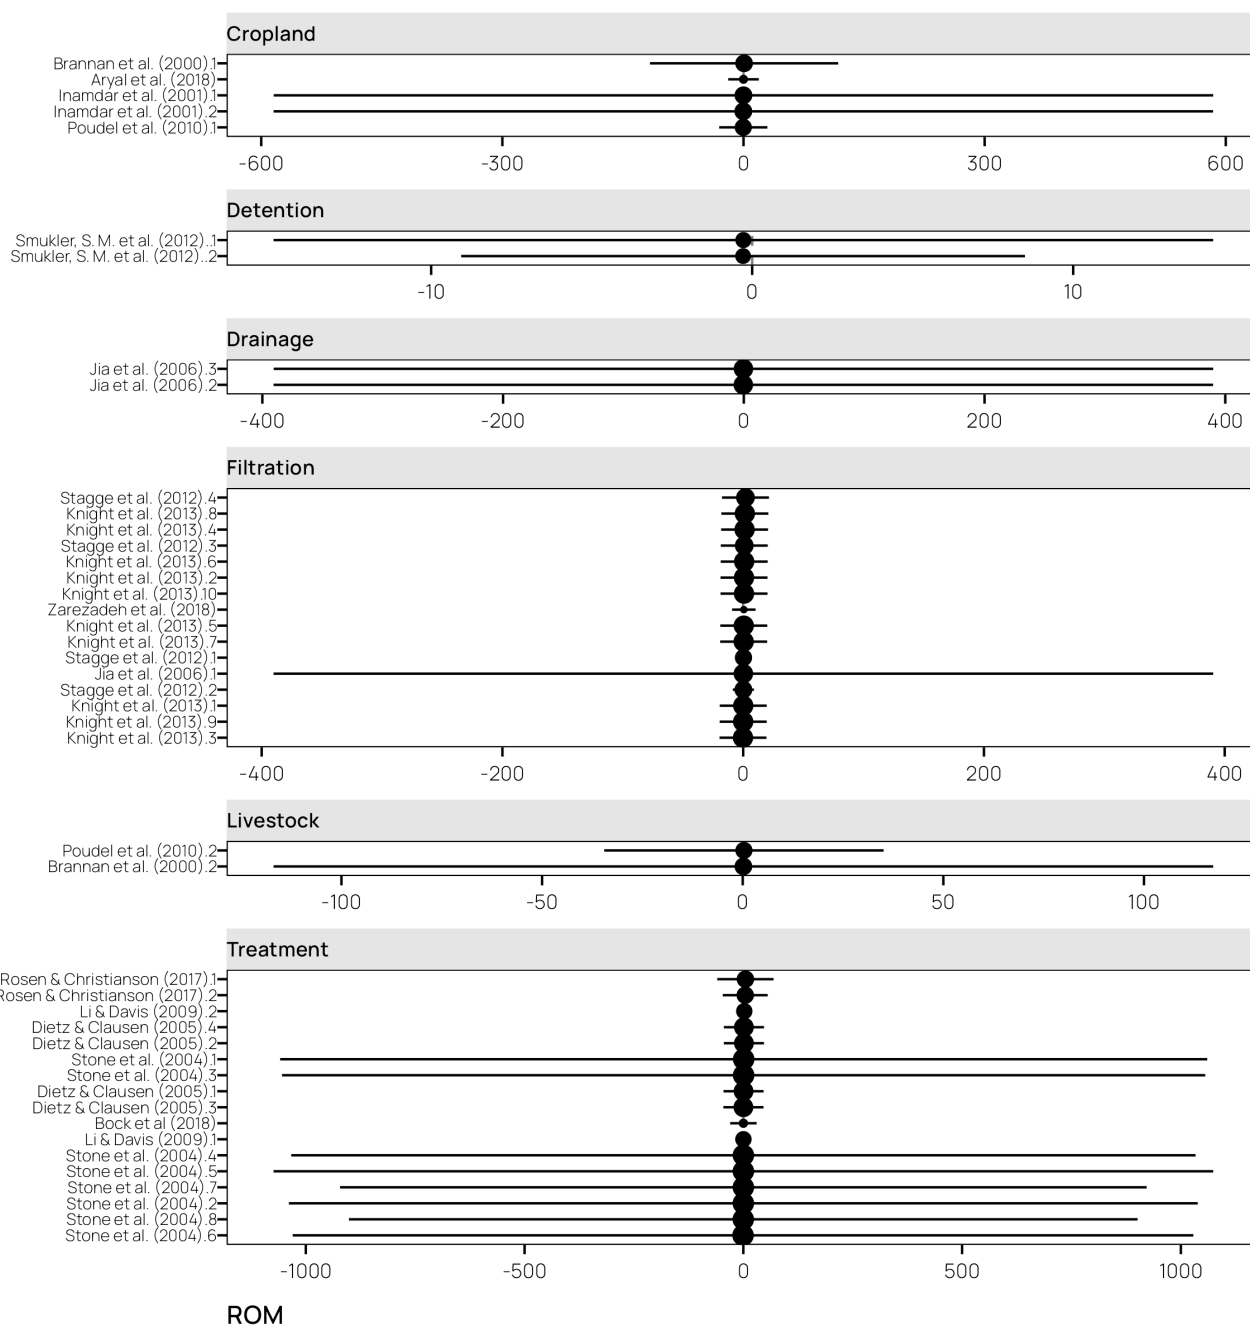 Cropland
Brannan et al. (2000).1
Aryal et al. (2018)
Inamdar et al. (2001).1
Inamdar et al. (2001).2
Poudel et al. (2010).1
-600 -300 0 300 600
Detention
Smukler, S. M. et al. (2012)..1
Smukler, S. M. et al. (2012)..2
-10 0 10
Drainage
Jia et al. (2006).3
Jia et al. (2006).2
-400 -200 0 200 400
Filtration
Stagge et al. (2012).4
Knight et al. (2013).8
Knight et al. (2013).4
Stagge et al. (2012).3
Knight et al. (2013).6
Knight et al. (2013).2
Knight et al. (2013).10
Zarezadeh et al. (2018)
Knight et al. (2013).5
Knight et al. (2013).7
Stagge et al. (2012).1
Jia et al. (2006).1
Stagge et al. (2012).2
Knight et al. (2013).1
Knight et al. (2013).9
Knight et al. (2013).3
-400 -200 0 200 400
Livestock
Poudel et al. (2010).2
Brannan et al. (2000).2
-100 -50 0 50 100
Treatment
Rosen & Christianson (2017).1
Rosen & Christianson (2017).2
Li & Davis (2009).2
Dietz & Clausen (2005).4
Dietz & Clausen (2005).2
Stone et al. (2004).1
Stone et al. (2004).3
Dietz & Clausen (2005).1
Dietz & Clausen (2005).3
Bock et al (2018)
Li & Davis (2009).1
Stone et al. (2004).4
Stone et al. (2004).5
Stone et al. (2004).7
Stone et al. (2004).2
Stone et al. (2004).8
Stone et al. (2004).6
-1000 -500 0 500 1000
ROM